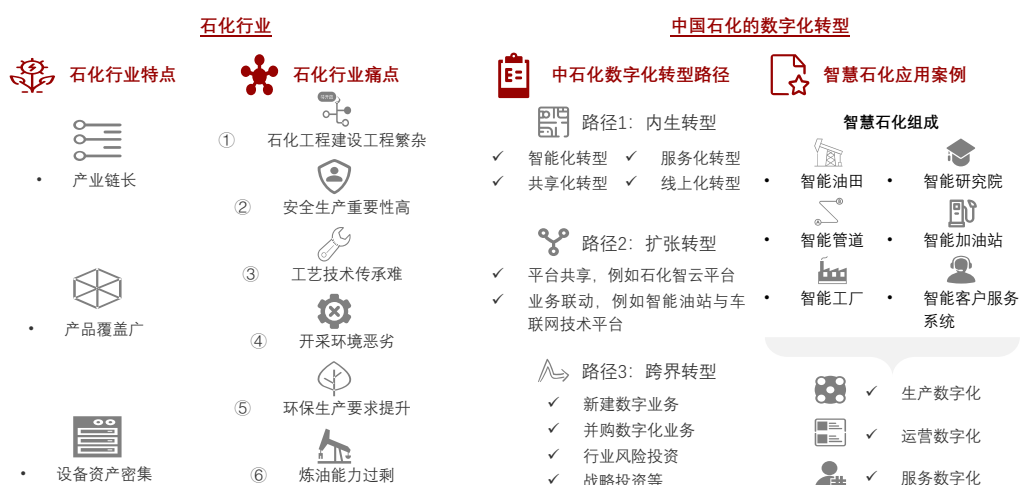 石化行业
石化行业特点
• 产业链长
• 产品覆盖广
• 设备资产密集
石化行业痛点
① 石化工程建设工程繁杂
② 安全生产重要性高
③ 工艺技术传承难
④ 开采环境恶劣
⑤ 环保生产要求提升
⑥ 炼油能力过剩
中国石化的数字化转型
中石化数字化转型路径
路径1：内生转型
✓ 智能化转型 ✓ 服务化转型
✓ 共享化转型 ✓ 线上化转型
路径2：扩张转型
✓ 平台共享，例如石化智云平台
✓ 业务联动，例如智能油站与车
联网技术平台
路径3：跨界转型
✓ 新建数字业务
✓ 并购数字化业务
✓ 行业风险投资
✓ 战略投资等
智慧石化应用案例
智慧石化组成
• 智能油田 • 智能研究院
• 智能管道 • 智能加油站
• 智能工厂 • 智能客户服务
系统
✓ 生产数字化
✓ 运营数字化
✓ 服务数字化